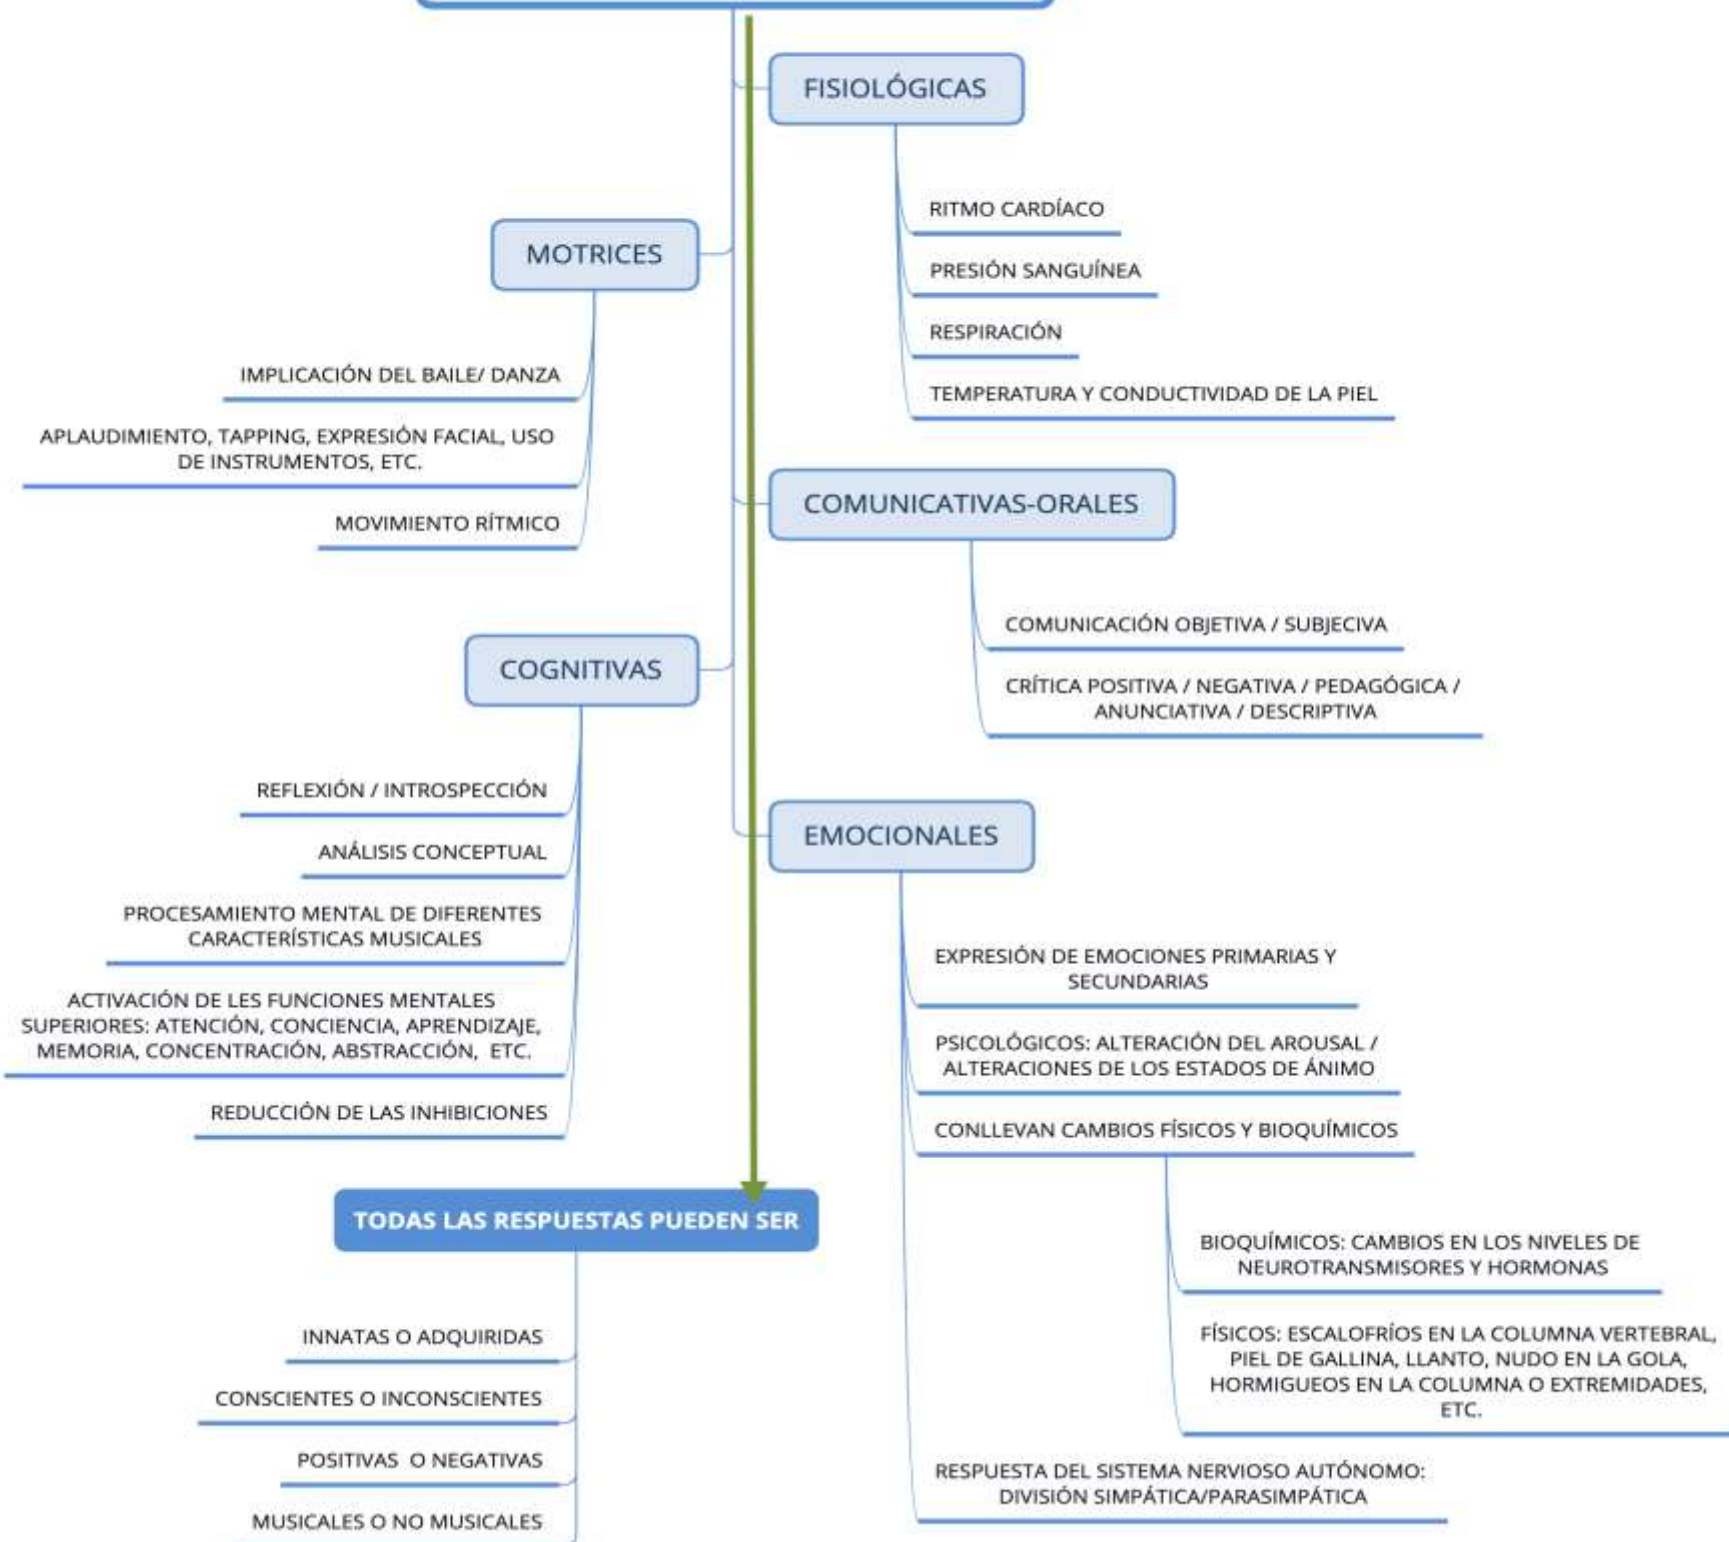 FISIOLÓGICAS
RITMO CARDÍACO
PRESIÓN SANGUÍNEA
RESPIRACIÓN
TEMPERATURA Y CONDUCTIVIDAD DE LA PIEL
MOTRICES
IMPLICACIÓN DEL BAILE/ DANZA
APLAUDIMIENTO, TAPPING, EXPRESIÓN FACIAL, USO
DE INSTRUMENTOS, ETC.
MOVIMIENTO RÍTMICO
COMUNICATIVAS-ORALES
COMUNICACIÓN OBJETIVA / SUBJECIVA
CRÍTICA POSITIVA / NEGATIVA / PEDAGÓGICA /
ANUNCIATIVA / DESCRIPTIVA
COGNITIVAS
REFLEXIÓN / INTROSPECCIÓN
ANÁLISIS CONCEPTUAL
PROCESAMIENTO MENTAL DE DIFERENTES
CARACTERÍSTICAS MUSICALES
ACTIVACIÓN DE LES FUNCIONES MENTALES
SUPERIORES: ATENCIÓN, CONCIENCIA, APRENDIZAJE,
MEMORIA, CONCENTRACIÓN, ABSTRACCIÓN, ETC.
REDUCCIÓN DE LAS INHIBICIONES
EMOCIONALES
EXPRESIÓN DE EMOCIONES PRIMARIAS Y
SECUNDARIAS
PSICOLÓGICOS: ALTERACIÓN DEL AROUSAL /
ALTERACIONES DE LOS ESTADOS DE ÁNIMO
CONLLEVAN CAMBIOS FÍSICOS Y BIOQUÍMICOS
BIOQUÍMICOS: CAMBIOS EN LOS NIVELES DE
NEUROTRANSMISORES Y HORMONAS
FÍSICOS: ESCALOFRÍOS EN LA COLUMNA VERTEBRAL,
PIEL DE GALLINA, LLANTO, NUDO EN LA GOLA,
HORMIGUEOS EN LA COLUMNA O EXTREMIDADES,
ETC.
RESPUESTA DEL SISTEMA NERVIOSO AUTÓNOMO:
DIVISIÓN SIMPÁTICA/PARASIMPÁTICA
TODAS LAS RESPUESTAS PUEDEN SER
INNATAS O ADQUIRIDAS
CONSCIENTES O INCONSCIENTES
POSITIVAS O NEGATIVAS
MUSICALES O NO MUSICALES